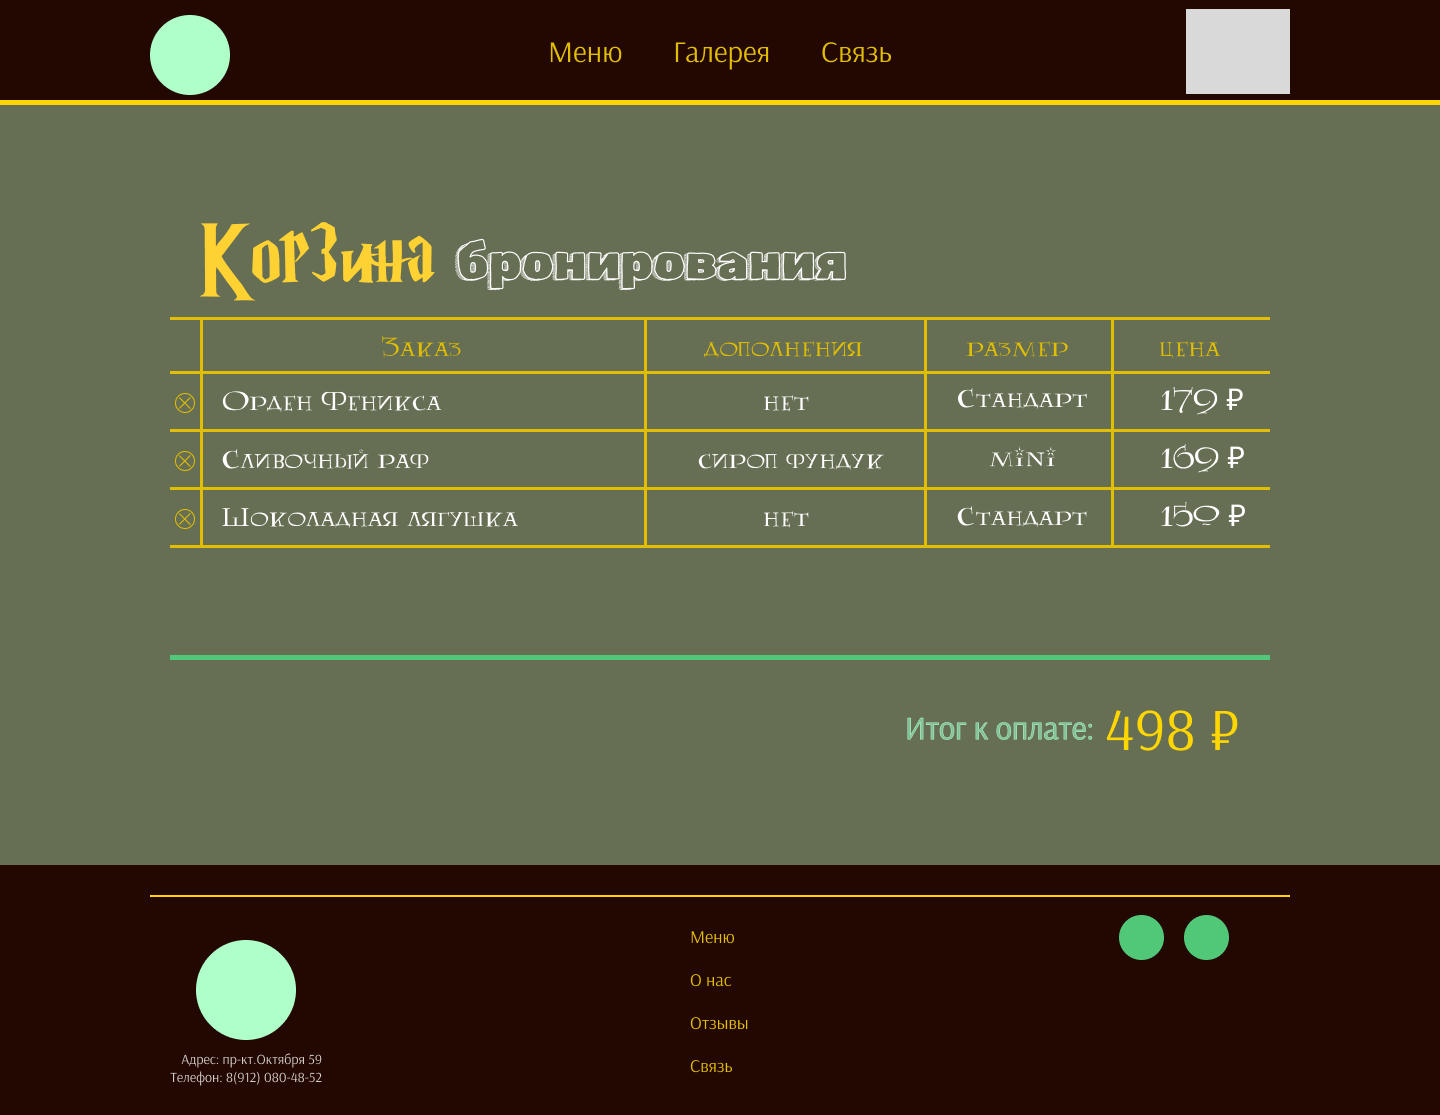 Меню Галерея Связь
Корзина бронирования
Заказ дополнения размер цена
Орден Феникса нет Стандарт 179 ₽
Сливочный раф сироп фундук мini 169 ₽
Шоколадная лягушка нет Стандарт 150 ₽
Итог к оплате: 498 ₽
Меню
О нас
Отзывы
Связь
Адрес: пр-кт.Октября 59
Телефон: 8(912) 080-48-52